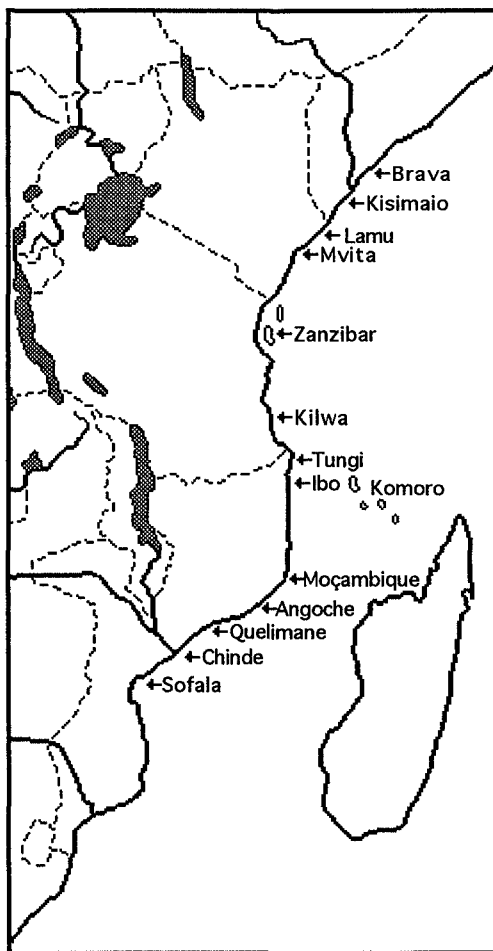 ←Brava
←Kisimaio
←Lamu
←Mvita
←Zanzibar
←Kilwa
←Tungi
←Ibo
Komoro
←Moçambique
←Angoche
←Quelimane
←Chinde
←Sofala